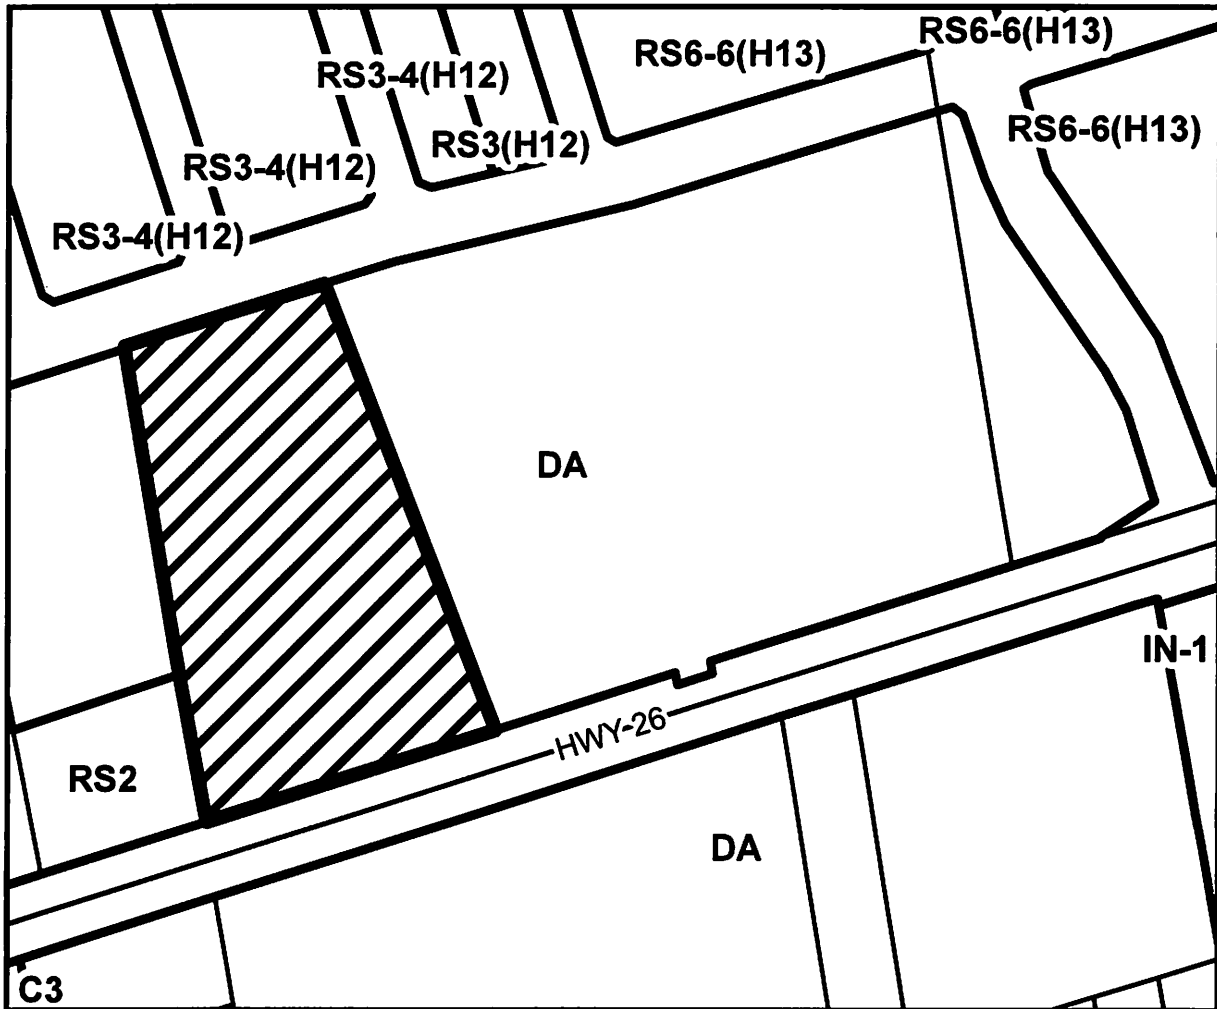 RS6-6(H13)
RS6-6(H13)
RS3-4(H12)
RS6-6(H13)
RS3(H12)
RS3-4(H12)
RS3-4(H12)
DA
IN-1
HWY-26
RS2
DA
C3